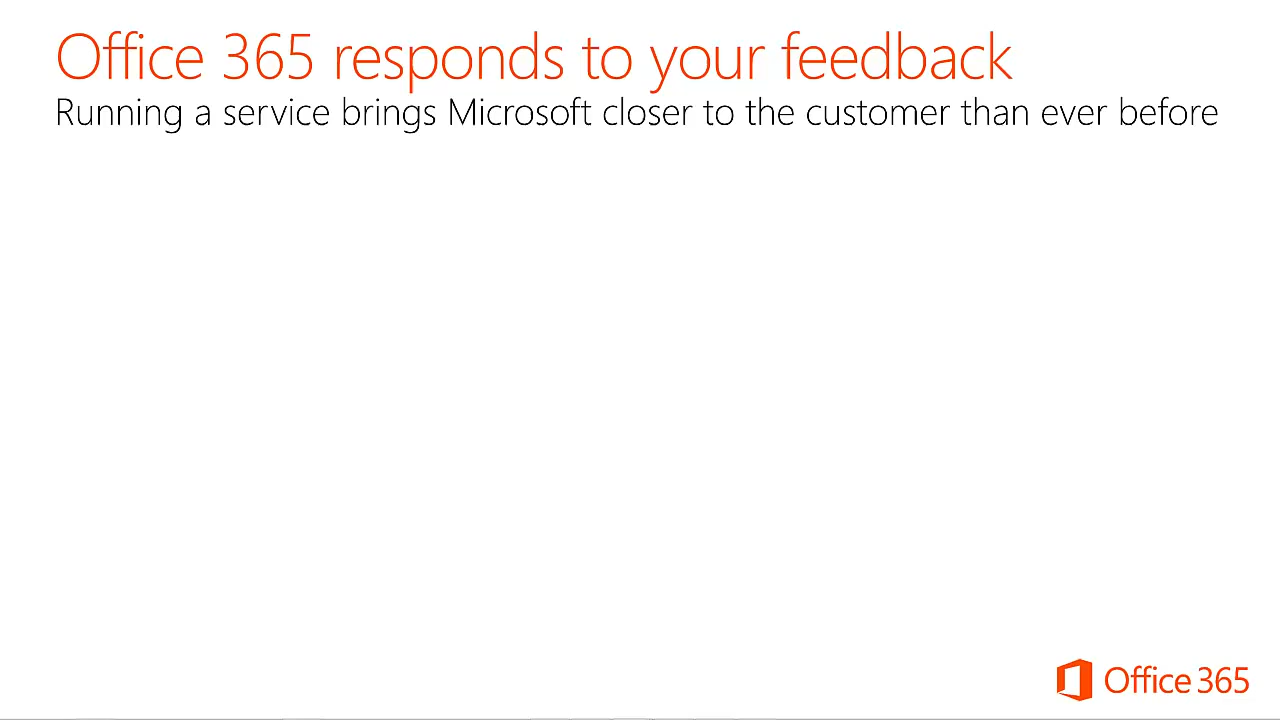 Office 365 responds to your feedback
Running a service brings Microsoft closer to the customer than ever before
Office 365